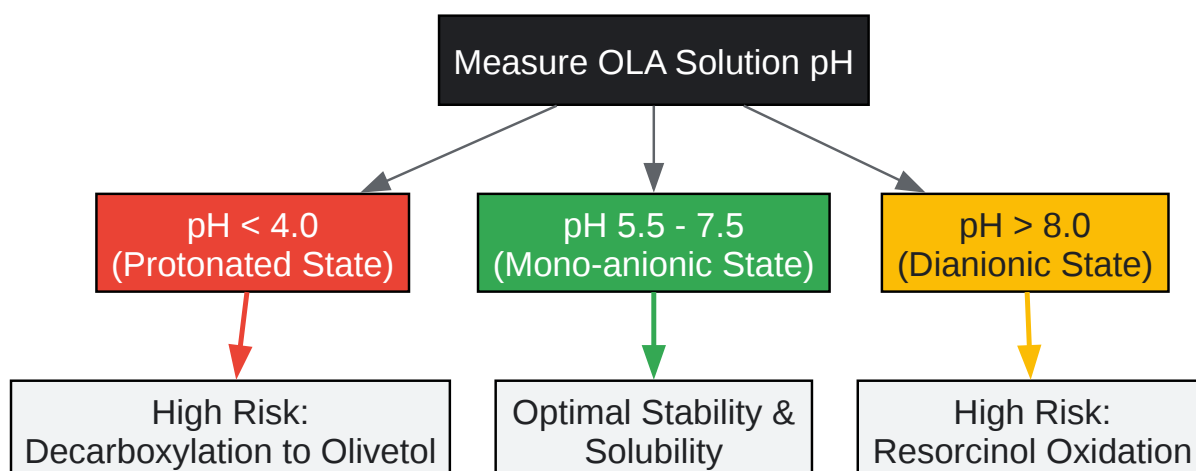 Measure OLA Solution pH
pH < 4.0
(Protonated State)
pH 5.5 - 7.5
(Mono-anionic State)
pH > 8.0
(Dianionic State)
High Risk:
Decarboxylation to Olivetol
Optimal Stability &
Solubility
High Risk:
Resorcinol Oxidation